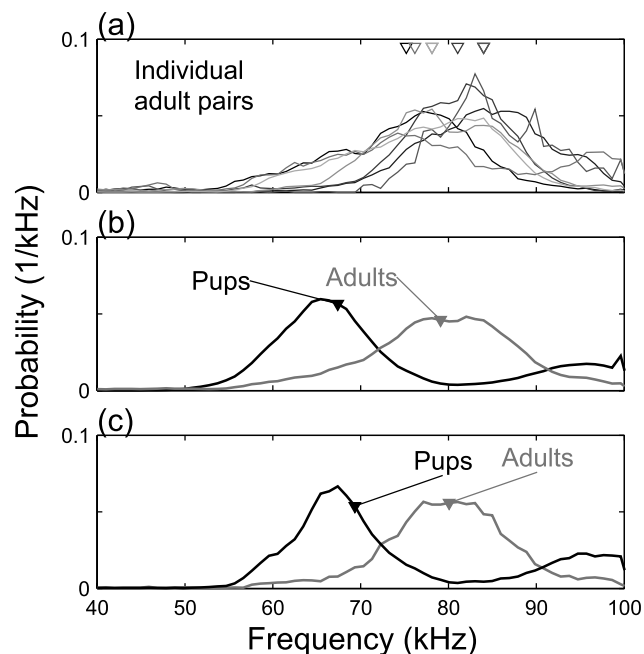 (a)
0.1
Individual
adult pairs
0
(b)
0.1
Pups
Adults
0
(c)
0.1
Pups
Adults
0
40 50 60 70 80 90 100
Frequency (kHz)
Probability (1/kHz)